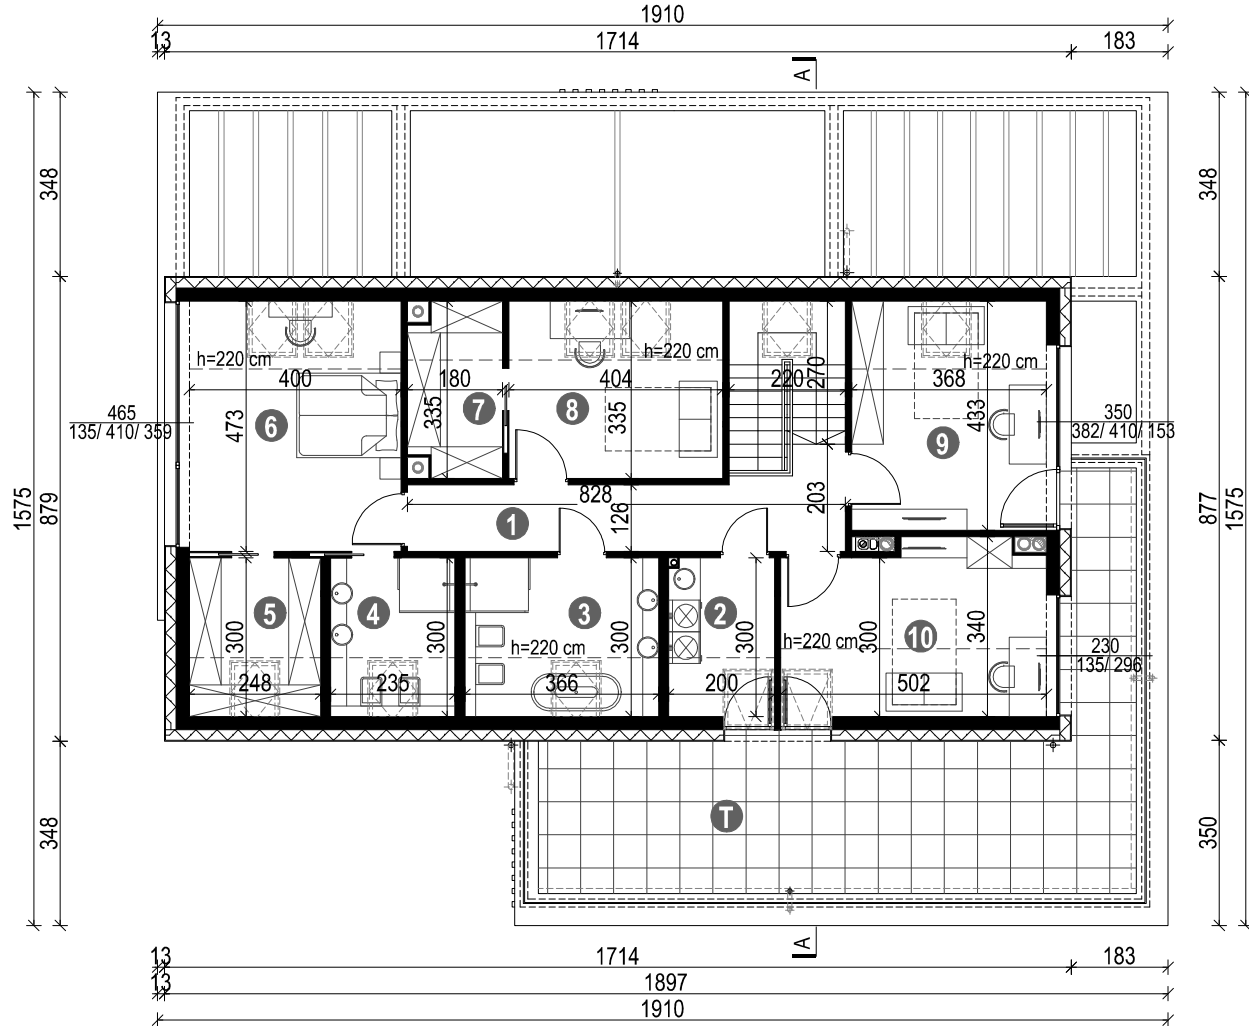 1910
13 1714 183
A
348 348
h=220 cm h=220 cm h=220 cm
270
400 180 404 220 368
465 350
135/ 410/ 359 382/ 410/ 153
6 473 335 7 8 335 9 433
1575 879 877 1575
828
1 126 203
5 4 3 2 10
300 300 300 300 300 340
h=220 cm h=220 cm
230
135/ 296
248 235 366 200 502
T
348 350
A
13 1714 183
13 1897
1910